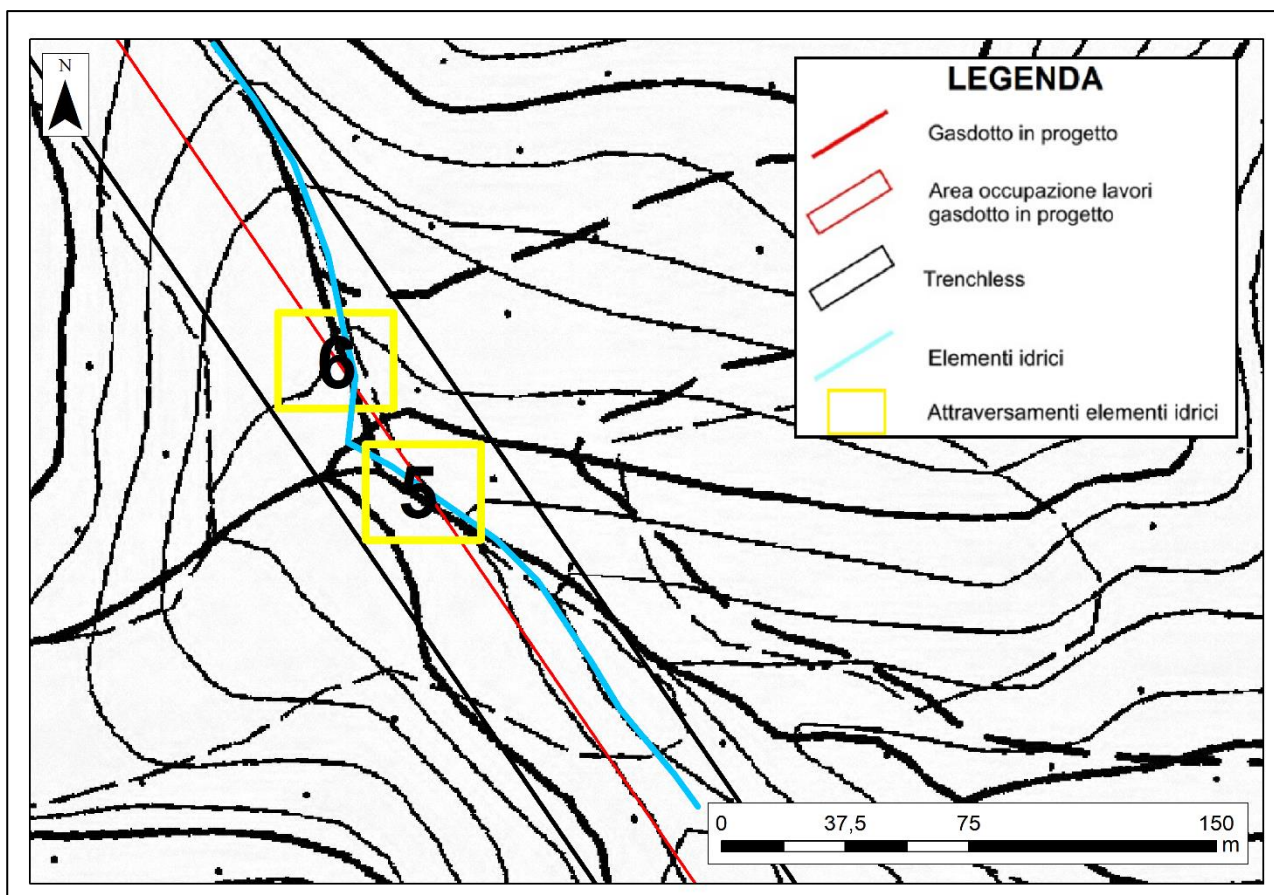 N
LEGENDA
Gasdotto in progetto
Area occupazione lavori
gasdotto in progetto
Trenchless
Elementi idrici
Attraversamenti elementi idrici
6
5
0 37,5 75 150
m